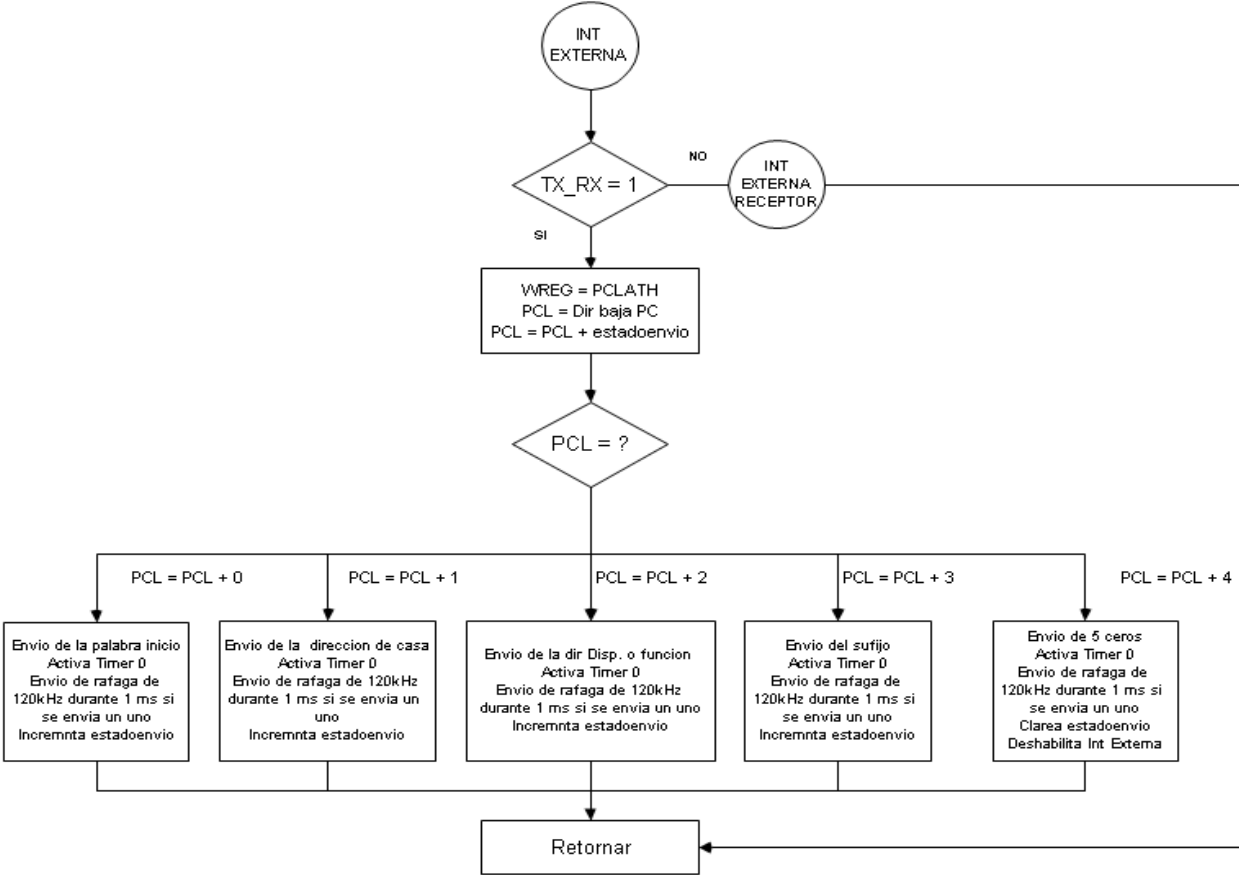 INT
EXTERNA
TX_RX = 1
NO
INT
EXTERNA
RECEPTOR
SI
WREG = PCLATH
PCL = Dir baja PC
PCL = PCL + estadoenvio
PCL = ?
PCL = PCL + 0
PCL = PCL + 1
PCL = PCL + 2
PCL = PCL + 3
PCL = PCL + 4
Envio de la palabra inicio
Activa Timer 0
Envio de rafaga de
120kHz durante 1 ms si
se envia un uno
Incremnta estadoenvio
Envio de la direccion de casa
Activa Timer 0
Envio de rafaga de 120kHz
durante 1 ms si se envia un
uno
Incremnta estadoenvio
Envio de la dir Disp. o funcion
Activa Timer 0
Envio de rafaga de 120kHz
durante 1 ms si se envia un uno
Incremnta estadoenvio
Envio del sufijo
Activa Timer 0
Envio de rafaga de
120kHz durante 1 ms si
se envia un uno
Incremnta estadoenvio
Envio de 5 ceros
Activa Timer 0
Envio de rafaga de
120kHz durante 1 ms si
se envia un uno
Clarea estadoenvio
Deshabilita Int Externa
Retornar